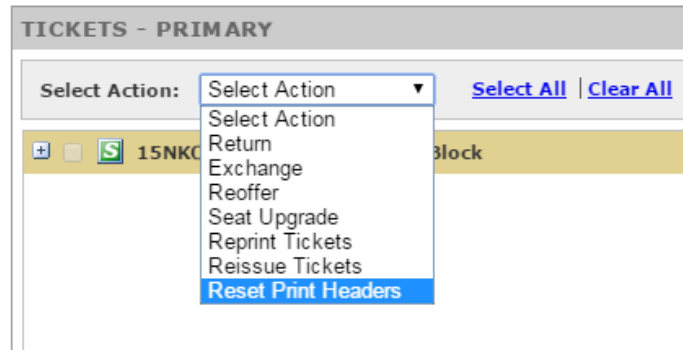 TICKETS - PRIMARY
Select Action: Select Action ▼ Select All | Clear All
Select Action
Return
Exchange
Reoffer
Seat Upgrade
Reprint Tickets
Reissue Tickets
Reset Print Headers
S Block